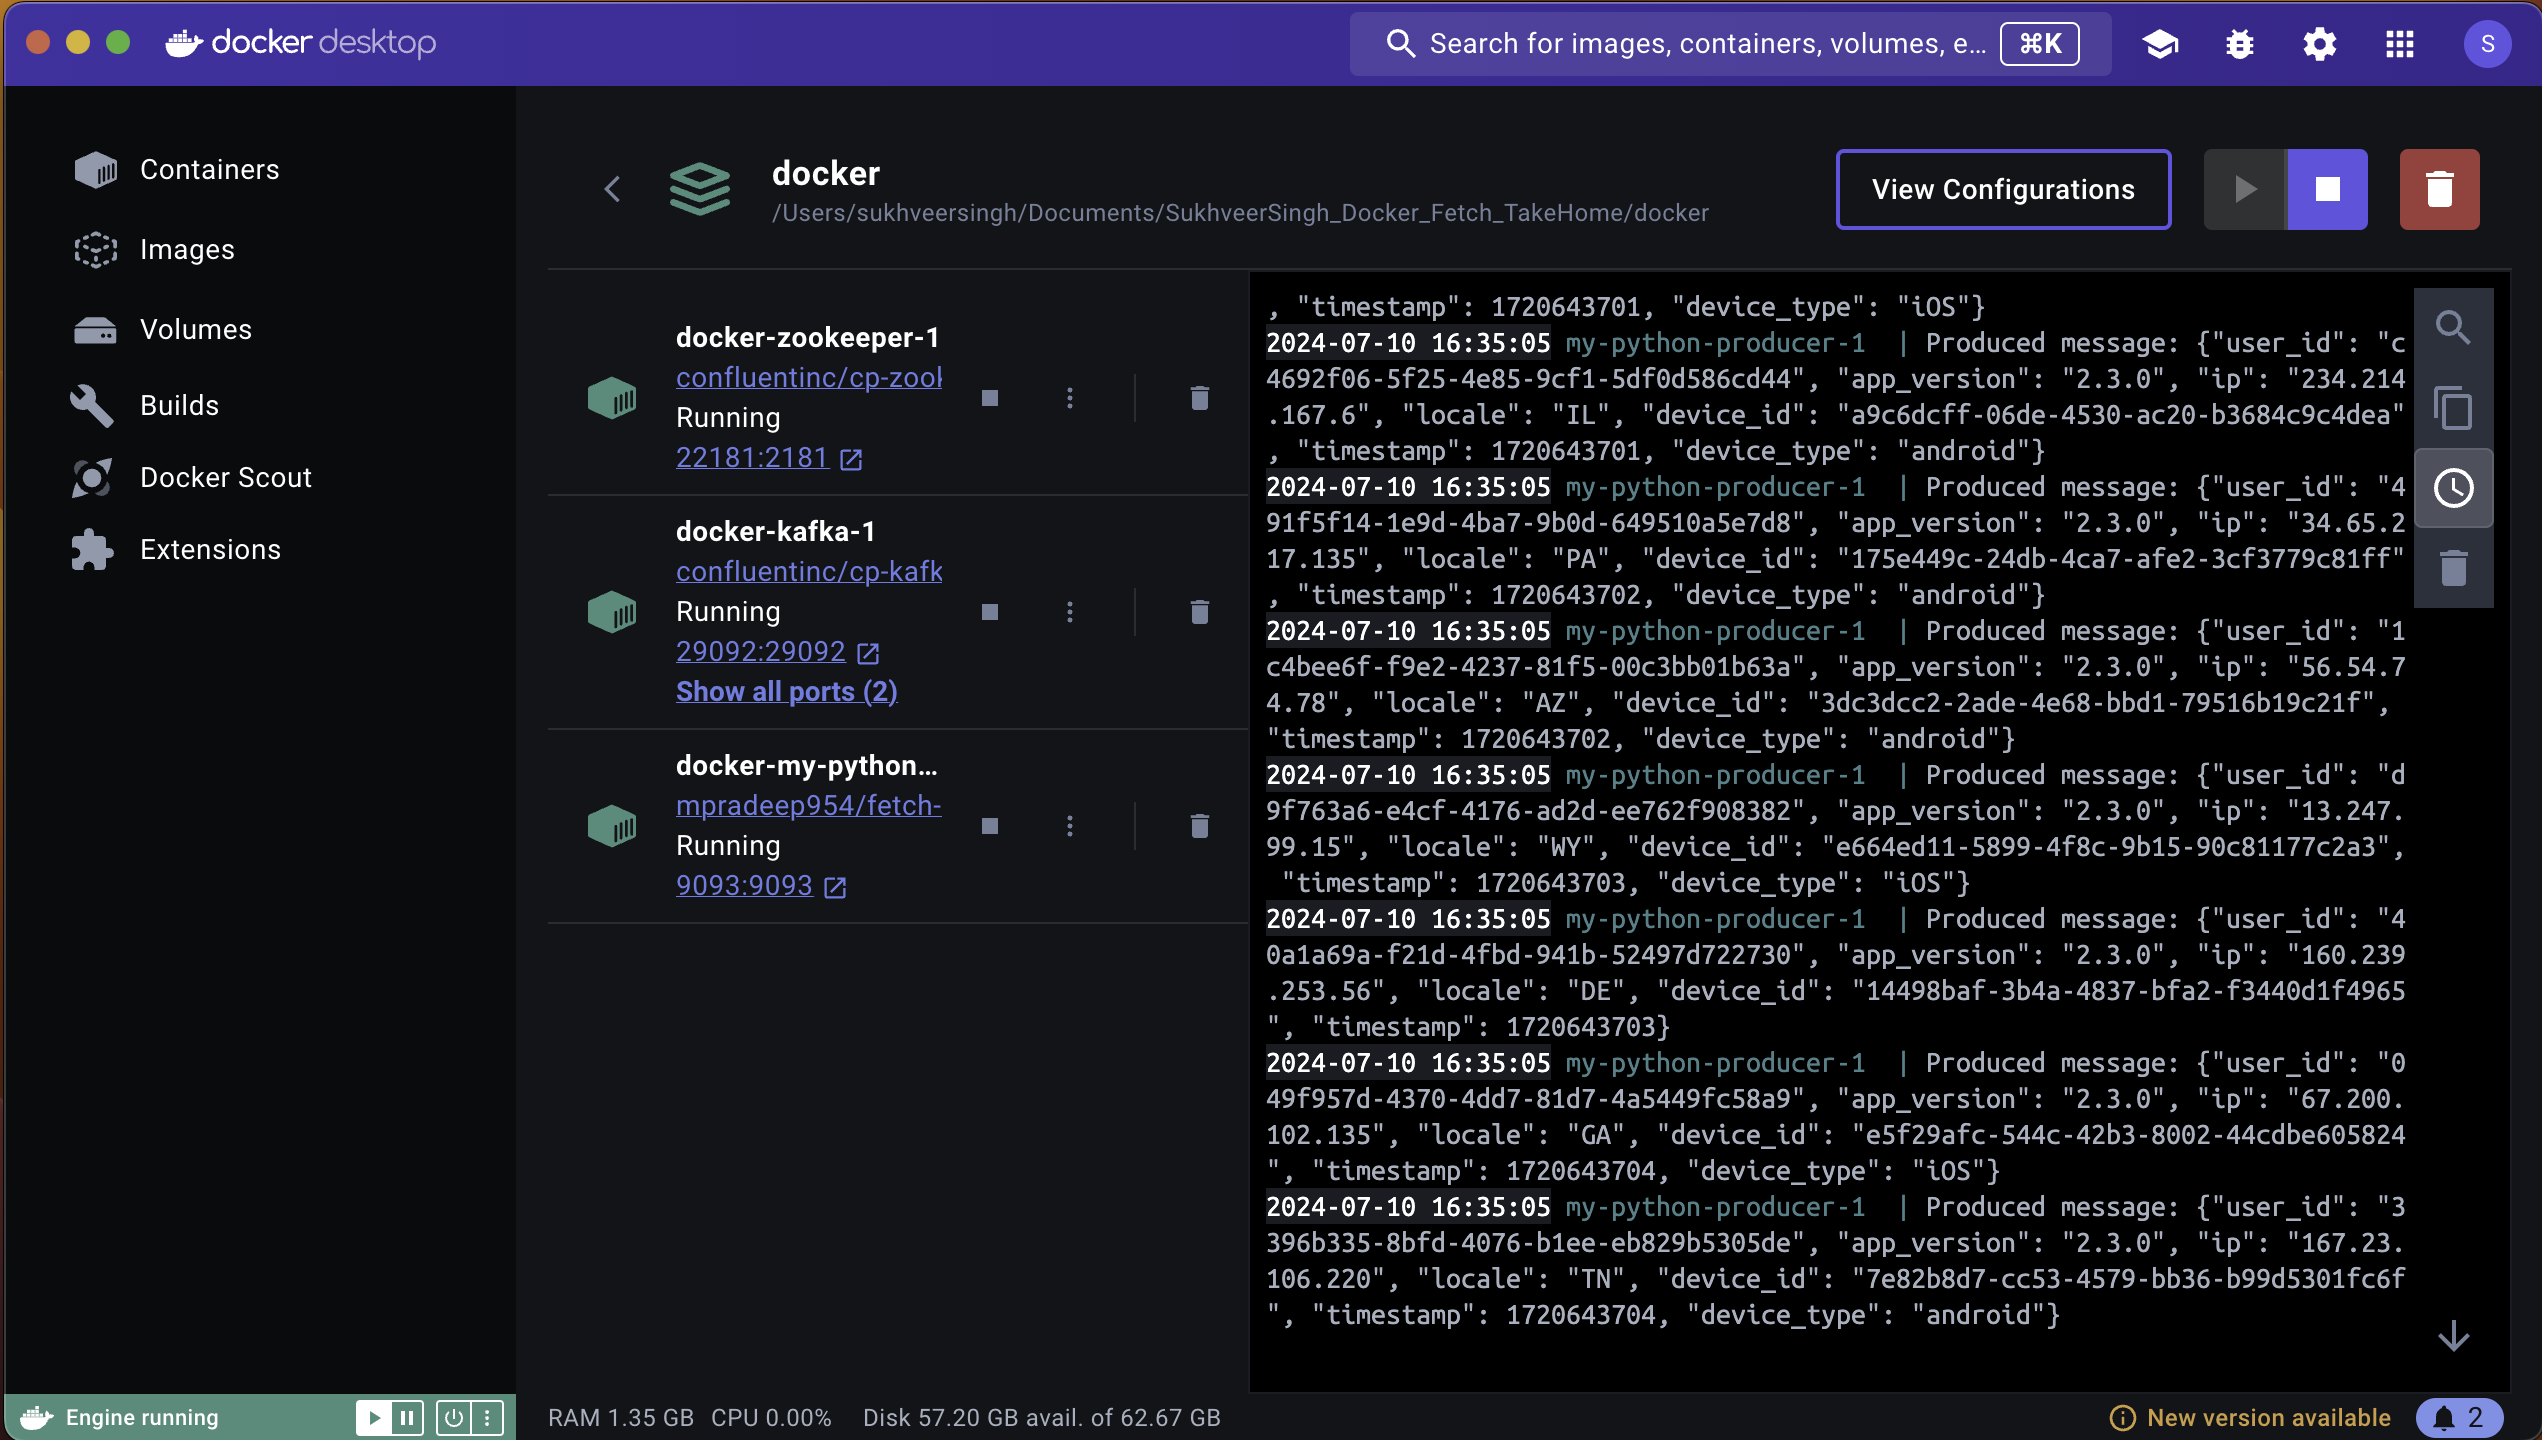 docker desktop
Search for images, containers, volumes, e... ⌘K
S
Containers
Images
Volumes
Builds
Docker Scout
Extensions
docker
/Users/sukhveersingh/Documents/SukhveerSingh_Docker_Fetch_TakeHome/docker
View Configurations
docker-zookeeper-1
confluentinc/cp-zook
Running
22181:2181
docker-kafka-1
confluentinc/cp-kafk
Running
29092:29092
Show all ports (2)
docker-my-python...
mpradeep954/fetch-
Running
9093:9093
, "timestamp": 1720643701, "device_type": "iOS"}
2024-07-10 16:35:05 my-python-producer-1 | Produced message: {"user_id": "c
4692f06-5f25-4e85-9cf1-5df0d586cd44", "app_version": "2.3.0", "ip": "234.214
.167.6", "locale": "IL", "device_id": "a9c6dcff-06de-4530-ac20-b3684c9c4dea"
, "timestamp": 1720643701, "device_type": "android"}
2024-07-10 16:35:05 my-python-producer-1 | Produced message: {"user_id": "4
91f5f14-1e9d-4ba7-9b0d-649510a5e7d8", "app_version": "2.3.0", "ip": "34.65.2
17.135", "locale": "PA", "device_id": "175e449c-24db-4ca7-afe2-3cf3779c81ff"
, "timestamp": 1720643702, "device_type": "android"}
2024-07-10 16:35:05 my-python-producer-1 | Produced message: {"user_id": "1
c4bee6f-f9e2-4237-81f5-00c3bb01b63a", "app_version": "2.3.0", "ip": "56.54.7
4.78", "locale": "AZ", "device_id": "3dc3dcc2-2ade-4e68-bbd1-79516b19c21f",
"timestamp": 1720643702, "device_type": "android"}
2024-07-10 16:35:05 my-python-producer-1 | Produced message: {"user_id": "d
9f763a6-e4cf-4176-ad2d-ee762f908382", "app_version": "2.3.0", "ip": "13.247.
99.15", "locale": "WY", "device_id": "e664ed11-5899-4f8c-9b15-90c81177c2a3",
"timestamp": 1720643703, "device_type": "iOS"}
2024-07-10 16:35:05 my-python-producer-1 | Produced message: {"user_id": "4
0a1a69a-f21d-4fbd-941b-52497d722730", "app_version": "2.3.0", "ip": "160.239
.253.56", "locale": "DE", "device_id": "14498baf-3b4a-4837-bfa2-f3440d1f4965
", "timestamp": 1720643703}
2024-07-10 16:35:05 my-python-producer-1 | Produced message: {"user_id": "0
49f957d-4370-4dd7-81d7-4a5449fc58a9", "app_version": "2.3.0", "ip": "67.200.
102.135", "locale": "GA", "device_id": "e5f29afc-544c-42b3-8002-44cdbe605824
", "timestamp": 1720643704, "device_type": "iOS"}
2024-07-10 16:35:05 my-python-producer-1 | Produced message: {"user_id": "3
396b335-8bfd-4076-b1ee-eb829b5305de", "app_version": "2.3.0", "ip": "167.23.
106.220", "locale": "TN", "device_id": "7e82b8d7-cc53-4579-bb36-b99d5301fc6f
", "timestamp": 1720643704, "device_type": "android"}
Engine running
RAM 1.35 GB CPU 0.00% Disk 57.20 GB avail. of 62.67 GB
New version available
2